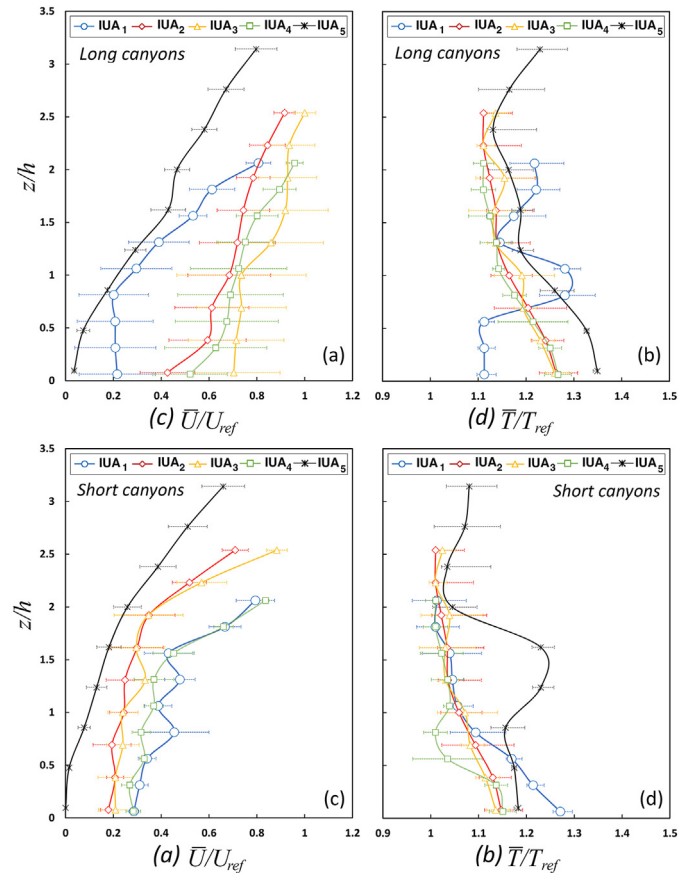 IUA1 IUA2 IUA3 IUA4 IUA5
Long canyons
z/h
3.5
3
2.5
2
1.5
1
0.5
0
(a)
0 0.2 0.4 0.6 0.8 1 1.2
(c) U̅/Uref
IUA1 IUA2 IUA3 IUA4 IUA5
Long canyons
(b)
1 1.1 1.2 1.3 1.4 1.5
(d) T̅/Tref
IUA1 IUA2 IUA3 IUA4 IUA5
Short canyons
z/h
3.5
3
2.5
2
1.5
1
0.5
0
(c)
0 0.2 0.4 0.6 0.8 1 1.2
(a) U̅/Uref
IUA1 IUA2 IUA3 IUA4 IUA5
Short canyons
(d)
1 1.1 1.2 1.3 1.4 1.5
(b) T̅/Tref